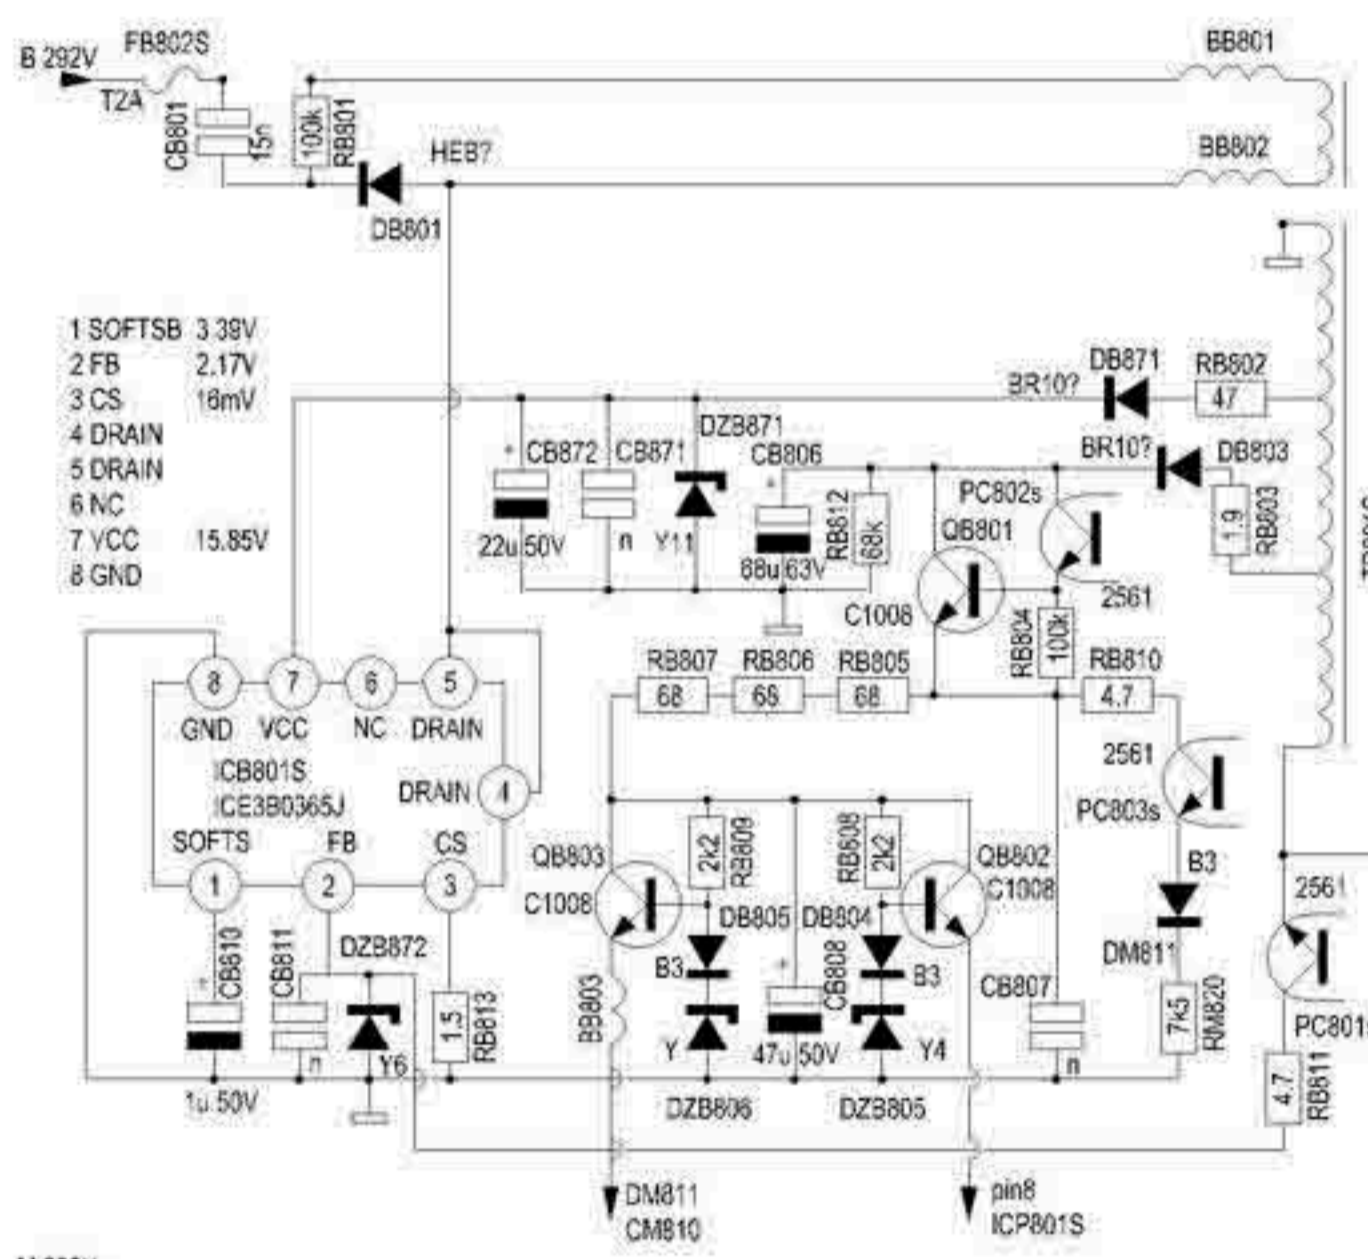 FB802S
B 292V
T2A
CB801
15n
100k
RB801
HEB?
DB801
BB801
BB802
1 SOFTSB 3.39V
2 FB 2.17V
3 CS 16mV
4 DRAIN
5 DRAIN
6 NC
7 VCC 15.85V
8 GND
DB871
RB802
BR10?
47
DZB871
CB872
CB871
CB806
BR10?
DB803
PC802s
QB801
RB812
68k
1.9
RB803
22u 50V
n
Y11
68u 63V
C1008
2561
RB804
100k
RB807
RB806
RB805
RB810
68
68
68
4.7
8
7
6
5
GND
VCC
NC
DRAIN
ICB801S
ICE3B0365J
DRAIN
4
2561
PC803s
SOFTS
FB
CS
1
2
3
QB803
C1008
2k2
RB809
2k2
RB808
QB802
C1008
B3
DM811
2561
PC801s
CB810
CB811
DZB872
1.5
RB813
BB803
DB805
DB804
B3
B3
CB808
CB807
7k5
RM820
1u 50V
n
Y6
Y
47u 50V
Y4
n
DZB806
DZB805
4.7
RB811
DM811
CM810
pin8
ICP801S